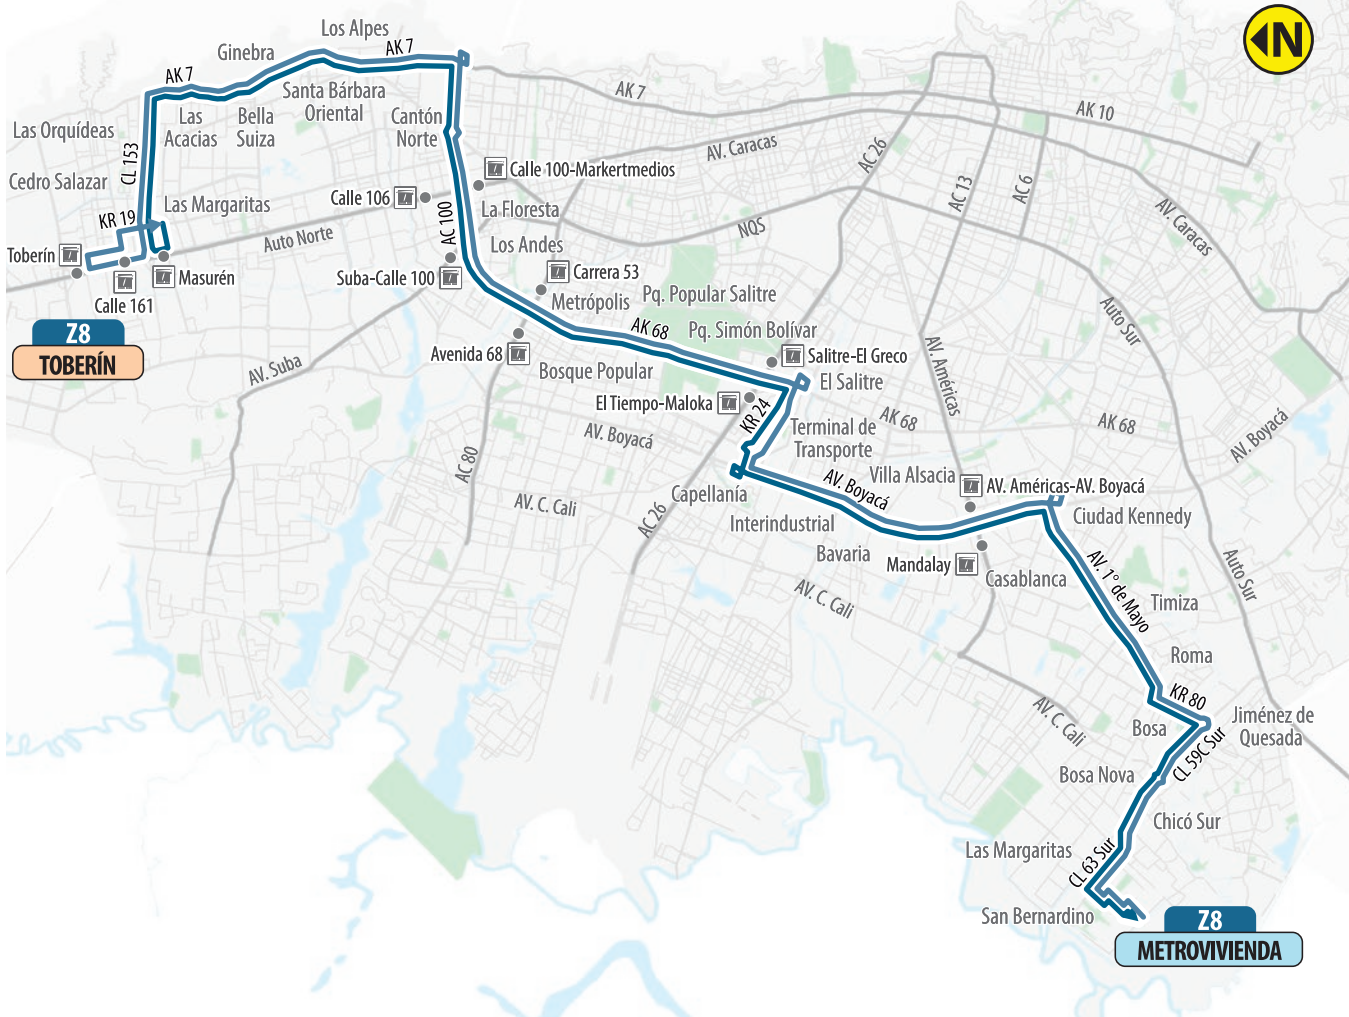 Los Alpes
Ginebra
AK 7
AK 7
N
Santa Bárbara
Oriental
AK 7
AK 10
Las Orquídeas
Las
Acacias
Bella
Suiza
Cantón
Norte
AV. Caracas
AC 26
CL 153
Cedro Salazar
Calle 100-Markertmedios
Calle 106
AC 13
AC 6
Las Margaritas
La Floresta
KR 19
AC 100
NQS
AV. Caracas
Auto Norte
Los Andes
Toberín
Masurén
Suba-Calle 100
Carrera 53
Calle 161
Metrópolis
Pq. Popular Salitre
Auto Sur
Z8
TOBERÍN
AK 68
Pq. Simón Bolívar
Avenida 68
Salitre-El Greco
AV. Suba
Bosque Popular
El Salitre
AV. Américas
El Tiempo-Maloka
KR 24
AK 68
AK 68
AV. Boyacá
Terminal de
Transporte
AV. Boyacá
AC 80
Villa Alsacia
AV. Américas-AV. Boyacá
Capellanía
AV. Boyacá
AV. C. Cali
AC 26
Interindustrial
Ciudad Kennedy
Bavaria
Mandalay
Casablanca
AV. 1° de Mayo
Auto Sur
AV. C. Cali
Timiza
Roma
KR 80
AV. C. Cali
Bosa
Jiménez de
Quesada
CL 59C Sur
Bosa Nova
Chicó Sur
Las Margaritas
CL 63 Sur
San Bernardino
Z8
METROVIVIENDA